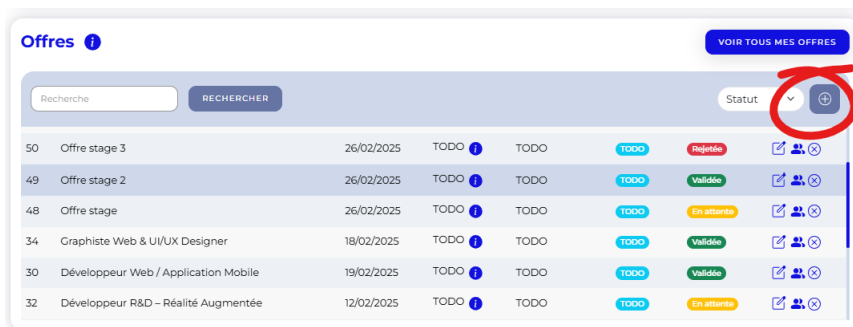 Offres i
VOIR TOUS MES OFFRES
Recherche RECHERCHER Statut
50 Offre stage 3 26/02/2025 TODO i TODO TODO Rejetée
49 Offre stage 2 26/02/2025 TODO i TODO TODO Validée
48 Offre stage 26/02/2025 TODO i TODO TODO En attente
34 Graphiste Web & UI/UX Designer 18/02/2025 TODO i TODO TODO Validée
30 Développeur Web / Application Mobile 19/02/2025 TODO i TODO TODO Validée
32 Développeur R&D – Réalité Augmentée 12/02/2025 TODO i TODO TODO En attente